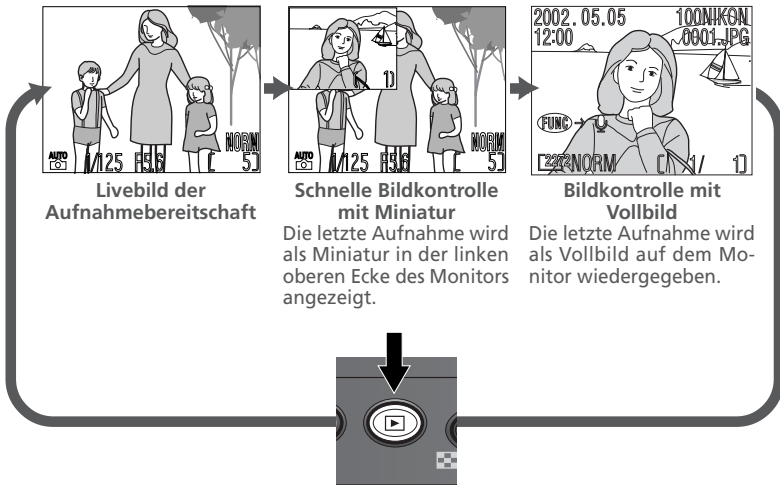 AUTO 1/125 F5.6 NORM [ 5]
Livebild der
Aufnahmebereitschaft
1]
AUTO 1/125 F5.6 NORM [ 5]
Schnelle Bildkontrolle
mit Miniatur
Die letzte Aufnahme wird
als Miniatur in der linken
oberen Ecke des Monitors
angezeigt.
2002.05.05 100NIKON
12:00 0001.JPG
FUNC
2272 NORM [ 1/ 1]
Bildkontrolle mit
Vollbild
Die letzte Aufnahme wird
als Vollbild auf dem Mo-
nitor wiedergegeben.